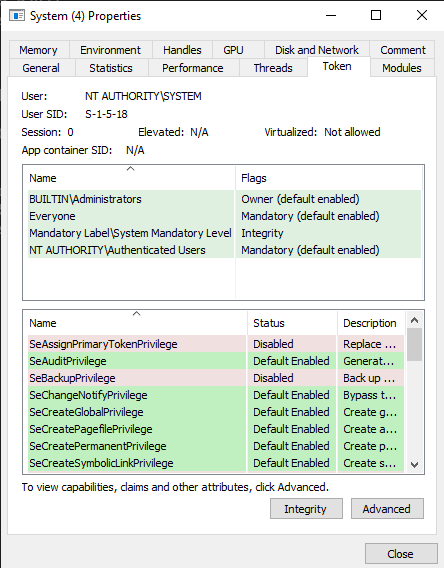 System (4) Properties
Memory Environment Handles GPU Disk and Network Comment
General Statistics Performance Threads Token Modules
User: NT AUTHORITY\SYSTEM
User SID: S-1-5-18
Session: 0 Elevated: N/A Virtualized: Not allowed
App container SID: N/A
Name Flags
BUILTIN\Administrators Owner (default enabled)
Everyone Mandatory (default enabled)
Mandatory Label\System Mandatory Level Integrity
NT AUTHORITY\Authenticated Users Mandatory (default enabled)
Name Status Description
SeAssignPrimaryTokenPrivilege Disabled Replace ...
SeAuditPrivilege Default Enabled Generat...
SeBackupPrivilege Disabled Back up ...
SeChangeNotifyPrivilege Default Enabled Bypass t...
SeCreateGlobalPrivilege Default Enabled Create g...
SeCreatePagefilePrivilege Default Enabled Create a...
SeCreatePermanentPrivilege Default Enabled Create p...
SeCreateSymbolicLinkPrivilege Default Enabled Create s...
To view capabilities, claims and other attributes, click Advanced.
Integrity Advanced
Close